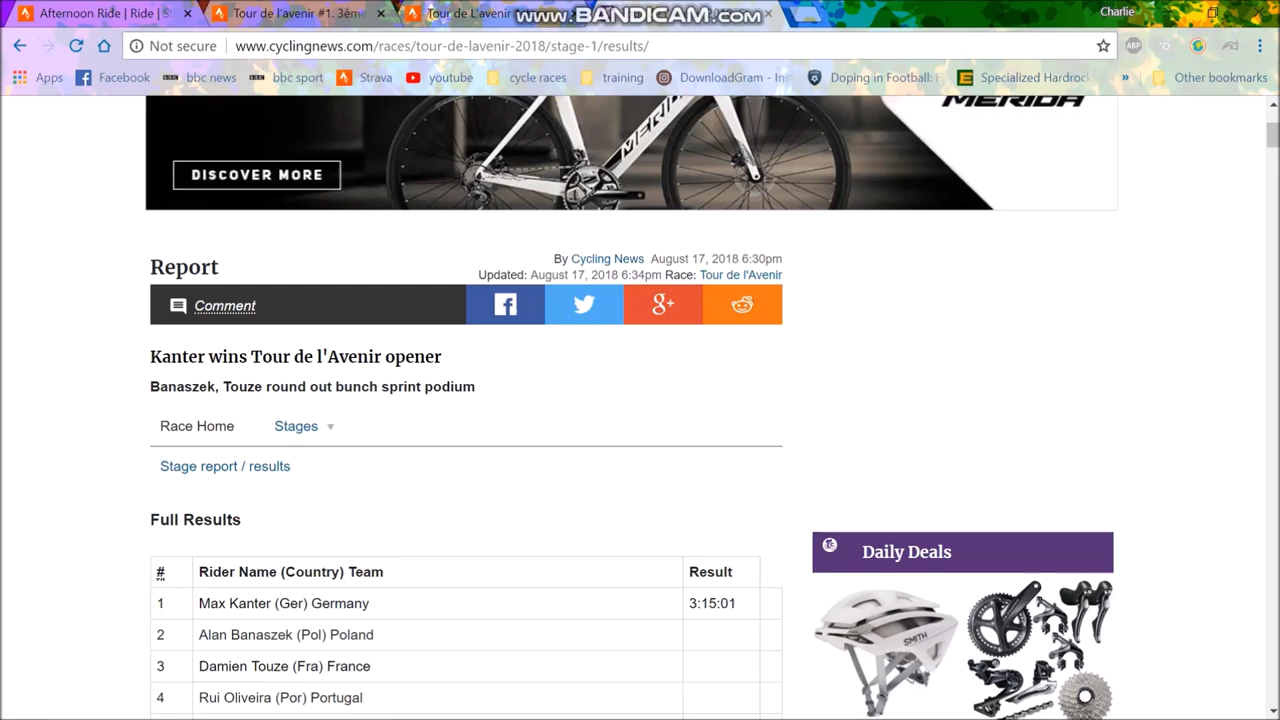 Afternoon Ride | Ride | St
Tour de l'avenir #1. 3ème
Tour de L'avenir
www.BANDICAM.com
Charlie
Not secure
www.cyclingnews.com/races/tour-de-lavenir-2018/stage-1/results/
ABP
Apps
Facebook
BBC
bbc news
BBC
bbc sport
Strava
youtube
cycle races
training
DownloadGram - Ins
Doping in Football: F
Specialized Hardrock
»
Other bookmarks
MERIDA
MERIDA
DISCOVER MORE
Report
By Cycling News August 17, 2018 6:30pm
Updated: August 17, 2018 6:34pm Race: Tour de l'Avenir
Comment
Kanter wins Tour de l'Avenir opener
Banaszek, Touze round out bunch sprint podium
Race Home Stages
Stage report / results
Full Results
# Rider Name (Country) Team Result
1 Max Kanter (Ger) Germany 3:15:01
2 Alan Banaszek (Pol) Poland
3 Damien Touze (Fra) France
4 Rui Oliveira (Por) Portugal
Daily Deals
SMITH